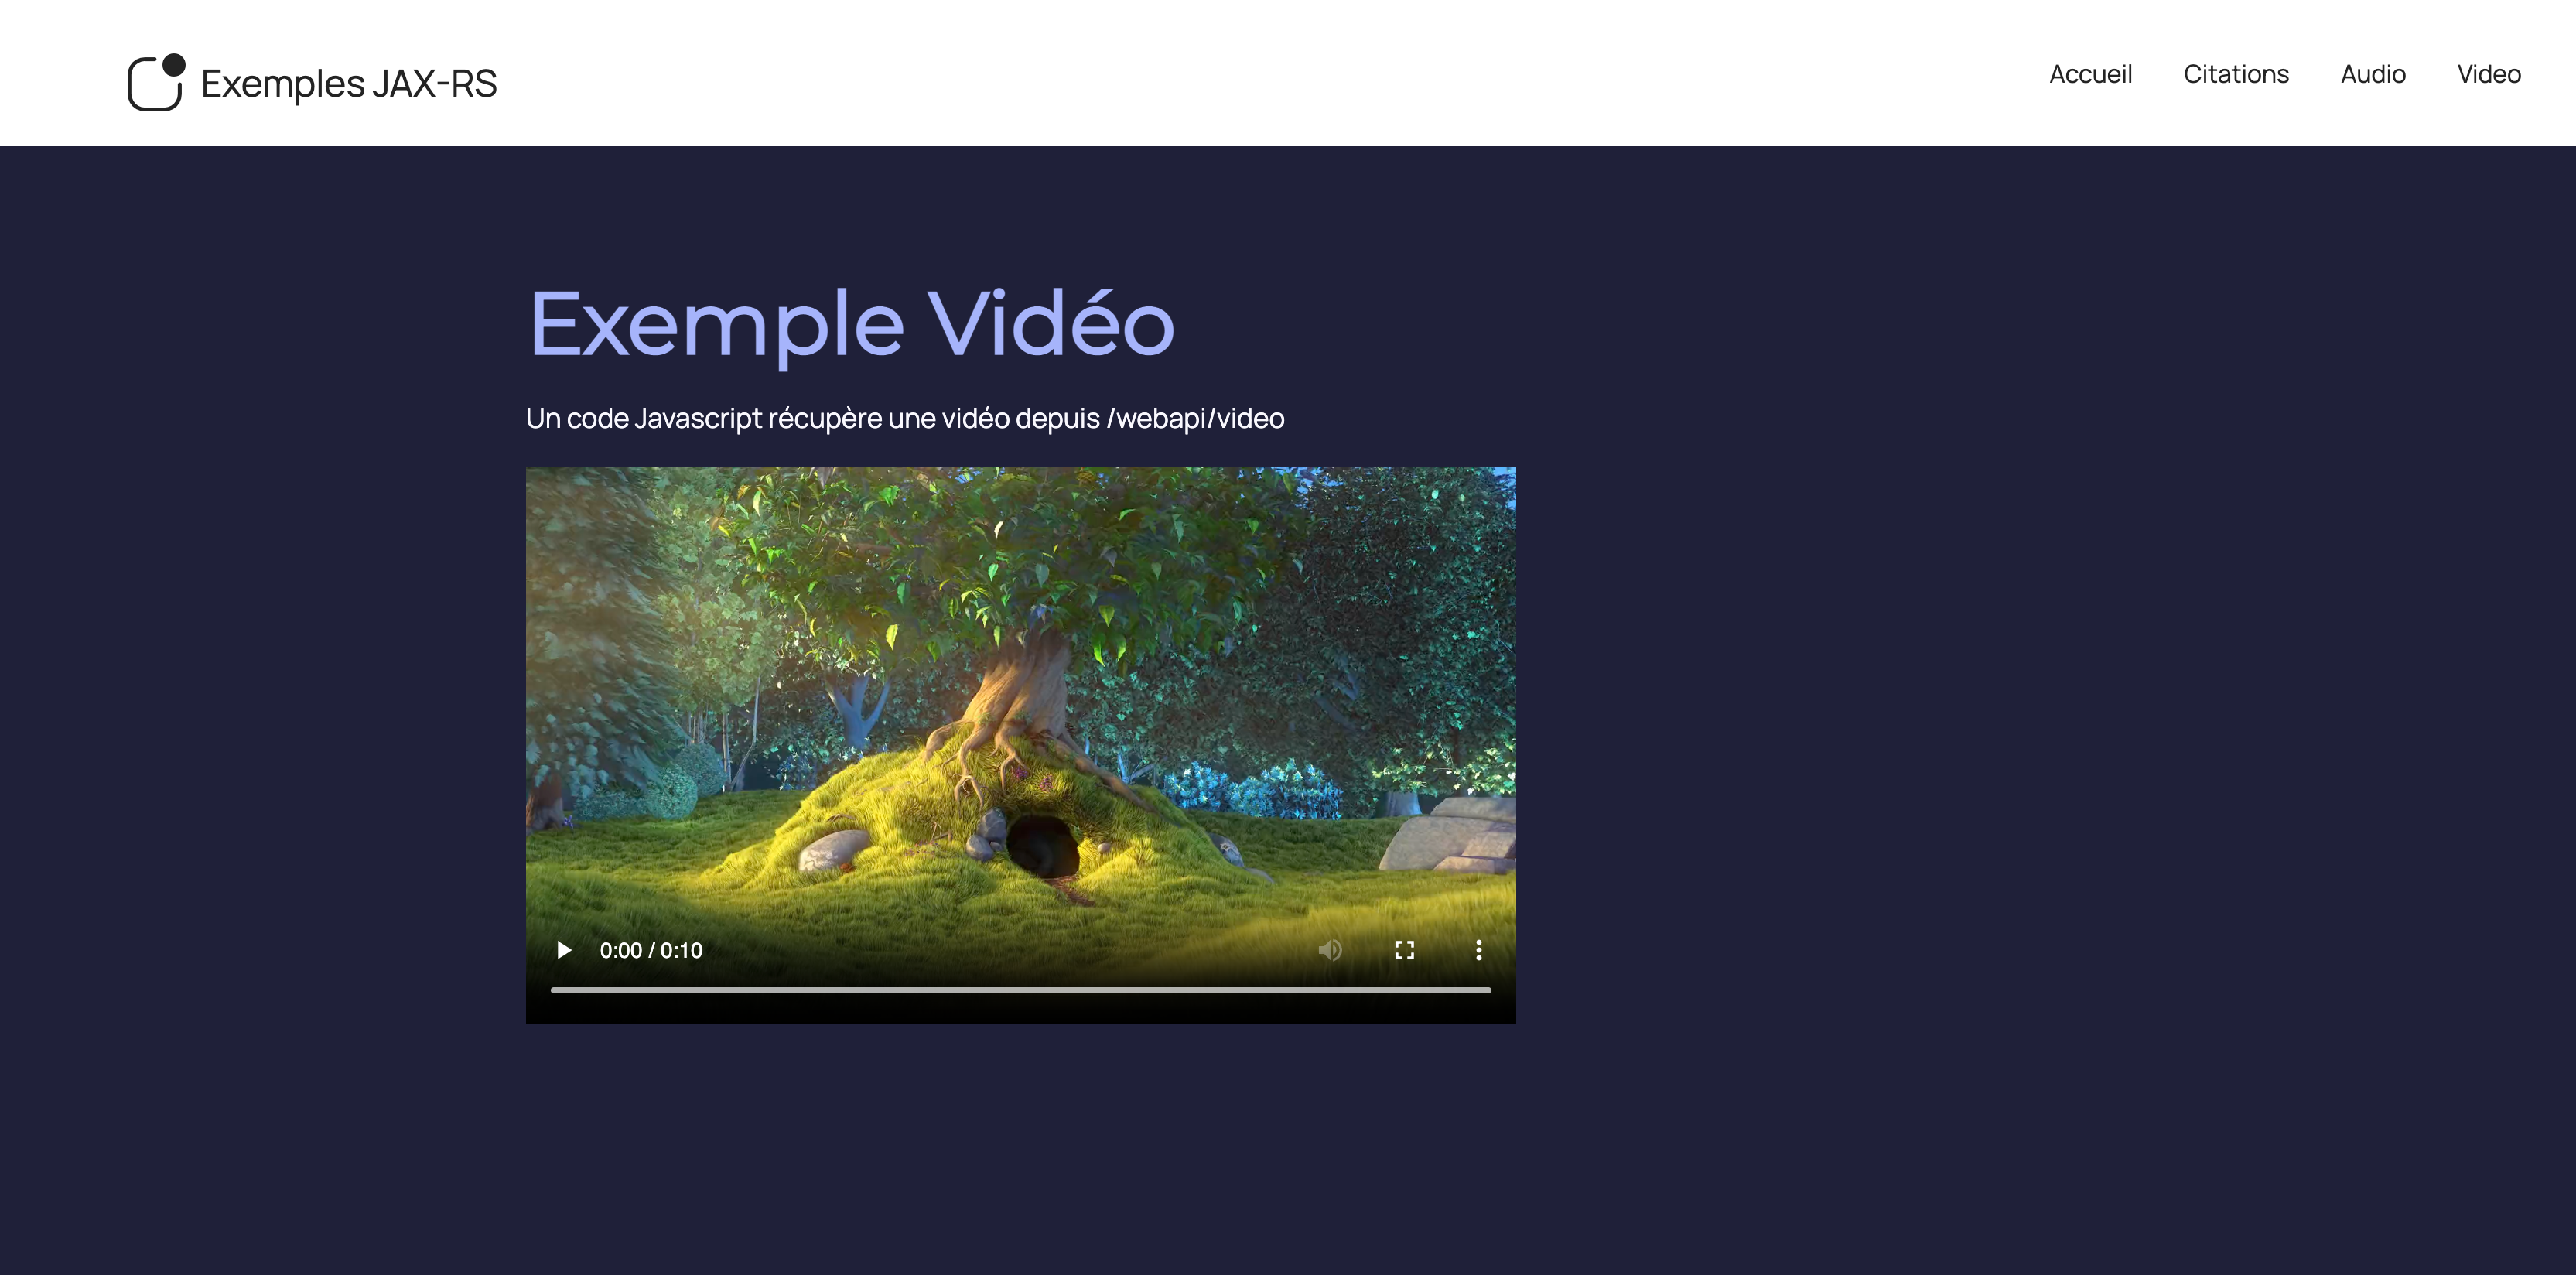 Exemples JAX-RS
Accueil Citations Audio Video
Exemple Vidéo
Un code Javascript récupère une vidéo depuis /webapi/video
0:00 / 0:10